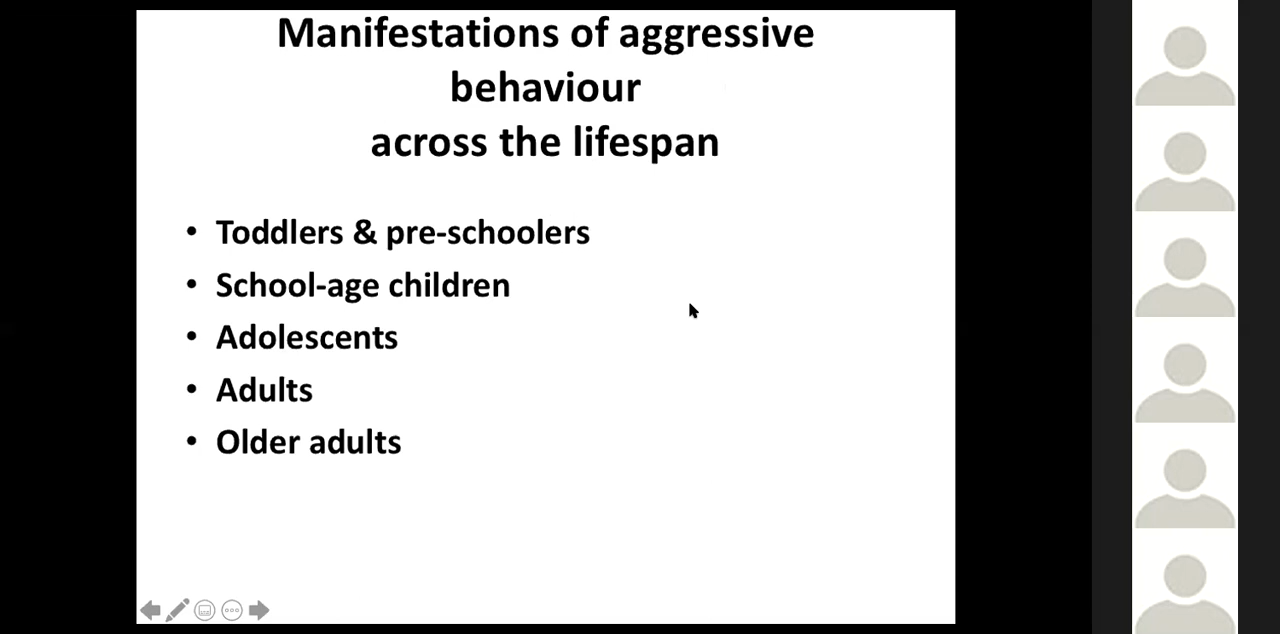 Manifestations of aggressive
behaviour
across the lifespan
• Toddlers & pre-schoolers
• School-age children
• Adolescents
• Adults
• Older adults